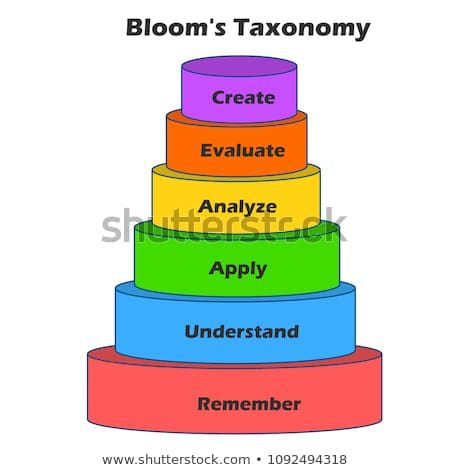 Bloom's Taxonomy
Create
Evaluate
Analyze
shutterstock
Apply
Understand
Remember
www.shutterstock.com · 1092494318